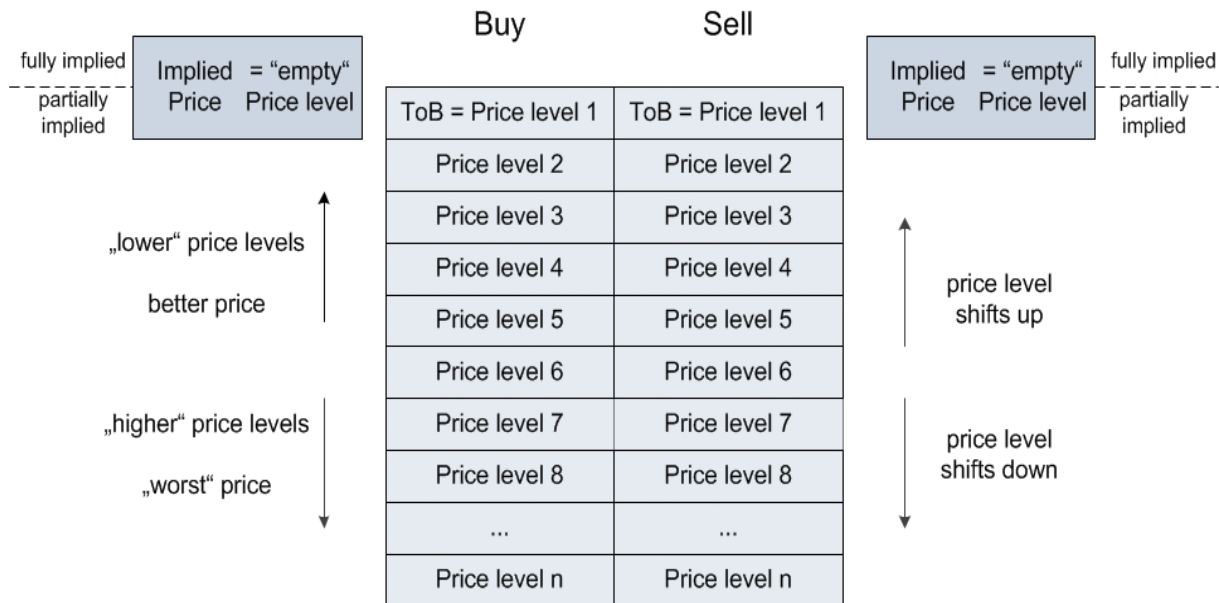 Buy
Sell
fully implied
partially
implied
Implied = “empty“
Price Price level
Implied = “empty“
Price Price level
fully implied
partially
implied
ToB = Price level 1
ToB = Price level 1
Price level 2
Price level 2
Price level 3
Price level 3
Price level 4
Price level 4
Price level 5
Price level 5
Price level 6
Price level 6
Price level 7
Price level 7
Price level 8
Price level 8
...
...
Price level n
Price level n
„lower“ price levels
better price
„higher“ price levels
„worst“ price
price level
shifts up
price level
shifts down